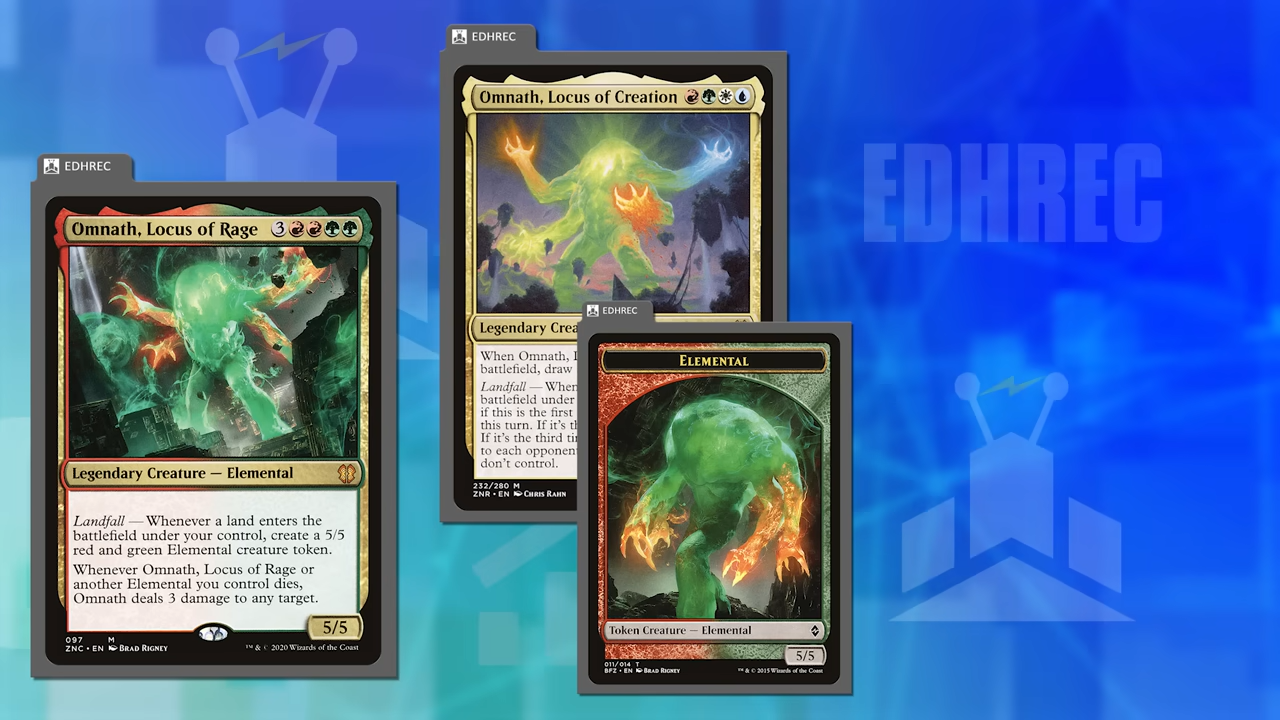 EDHREC
Omnath, Locus of Rage 3
Legendary Creature — Elemental
Landfall — Whenever a land enters the
battlefield under your control, create a 5/5
red and green Elemental creature token.
Whenever Omnath, Locus of Rage or
another Elemental you control dies,
Omnath deals 3 damage to any target.
5/5
097 M
ZNC • EN BRAD RIGNEY
™ & © 2020 Wizards of the Coast
EDHREC
Omnath, Locus of Creation
Legendary Crea
When Omnath, L
battlefield, draw
Landfall — When
battlefield under
if this is the first
this turn. If it's th
If it's the third tim
to each opponent
don't control.
232/280 M
ZNR • EN CHRIS RAHN
EDHREC
ELEMENTAL
Token Creature — Elemental
5/5
011/014 T
BFZ • EN BRAD RIGNEY
™ & © 2015 Wizards of the Coast
EDHREC